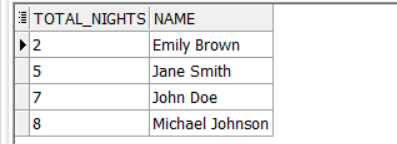 TOTAL_NIGHTS NAME
2 Emily Brown
5 Jane Smith
7 John Doe
8 Michael Johnson